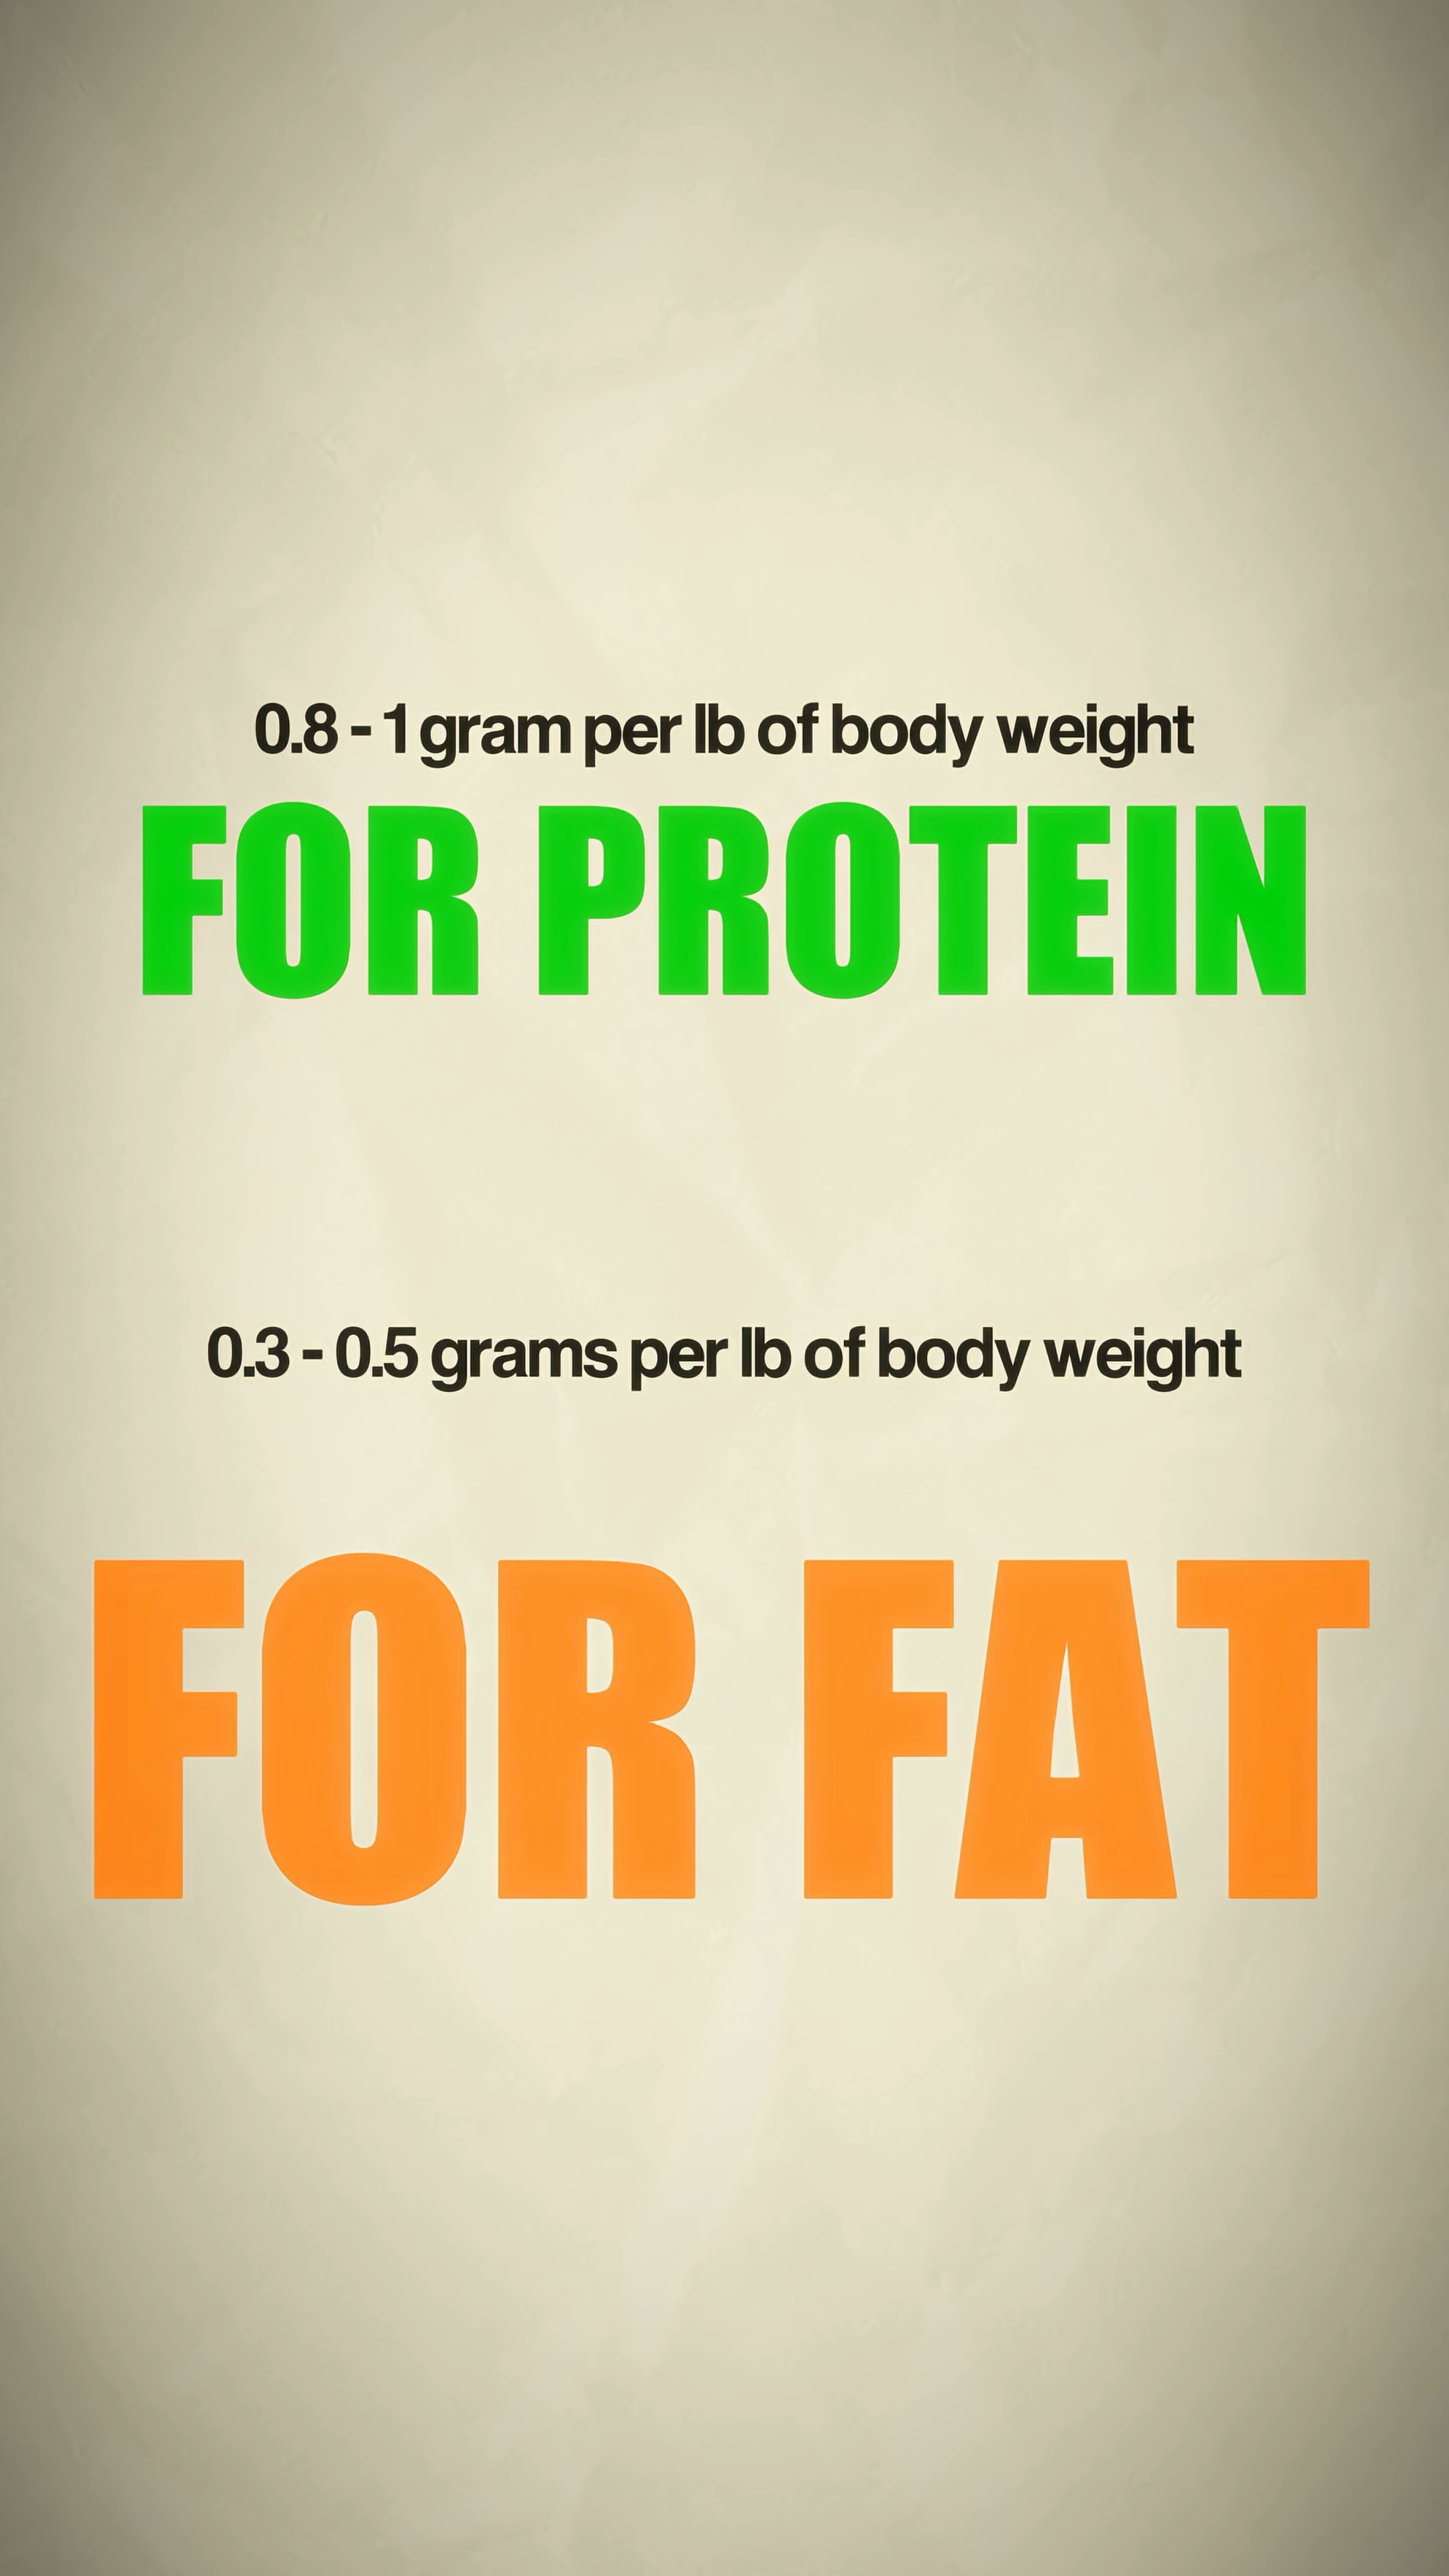 0.8 - 1 gram per lb of body weight
FOR PROTEIN
0.3 - 0.5 grams per lb of body weight
FOR FAT